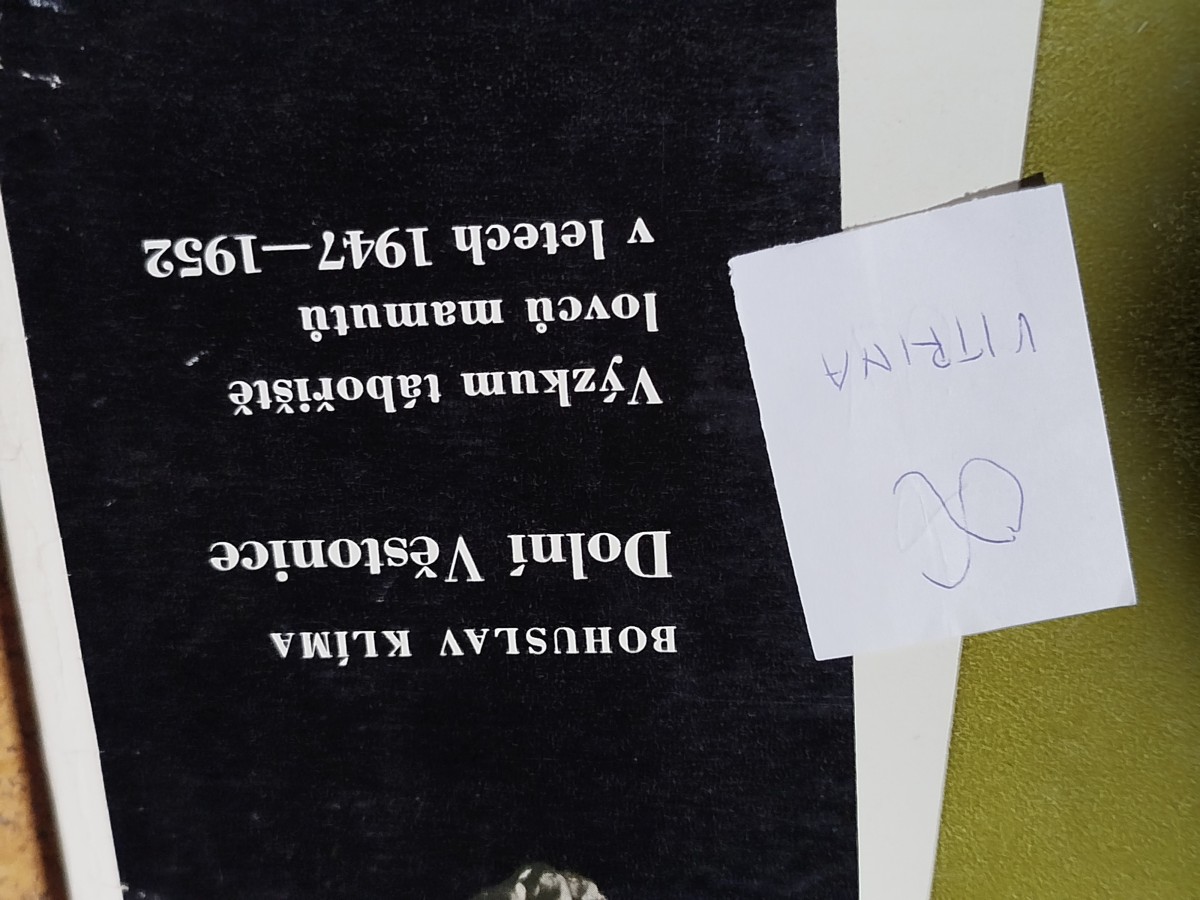 BOHUSLAV KLÍMA
Dolní Věstonice
Výzkum tábořiště
lovců mamutů
v letech 1947—1952
VITRINA